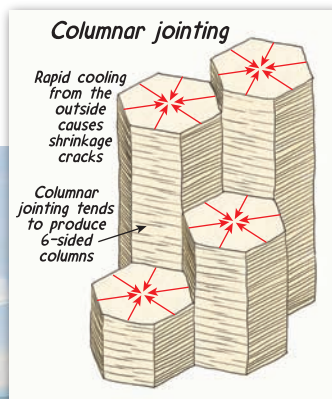 Columnar jointing
Rapid cooling
from the
outside
causes
shrinkage
cracks
Columnar
jointing tends
to produce
6-sided
columns